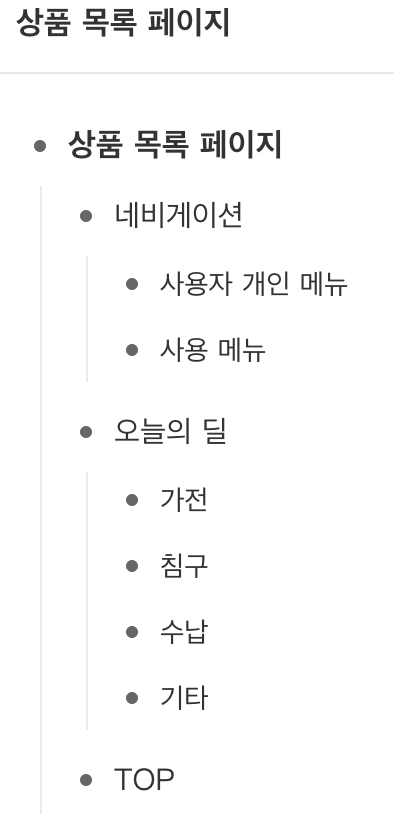 상품 목록 페이지
상품 목록 페이지
네비게이션
사용자 개인 메뉴
사용 메뉴
오늘의 딜
가전
침구
수납
기타
TOP